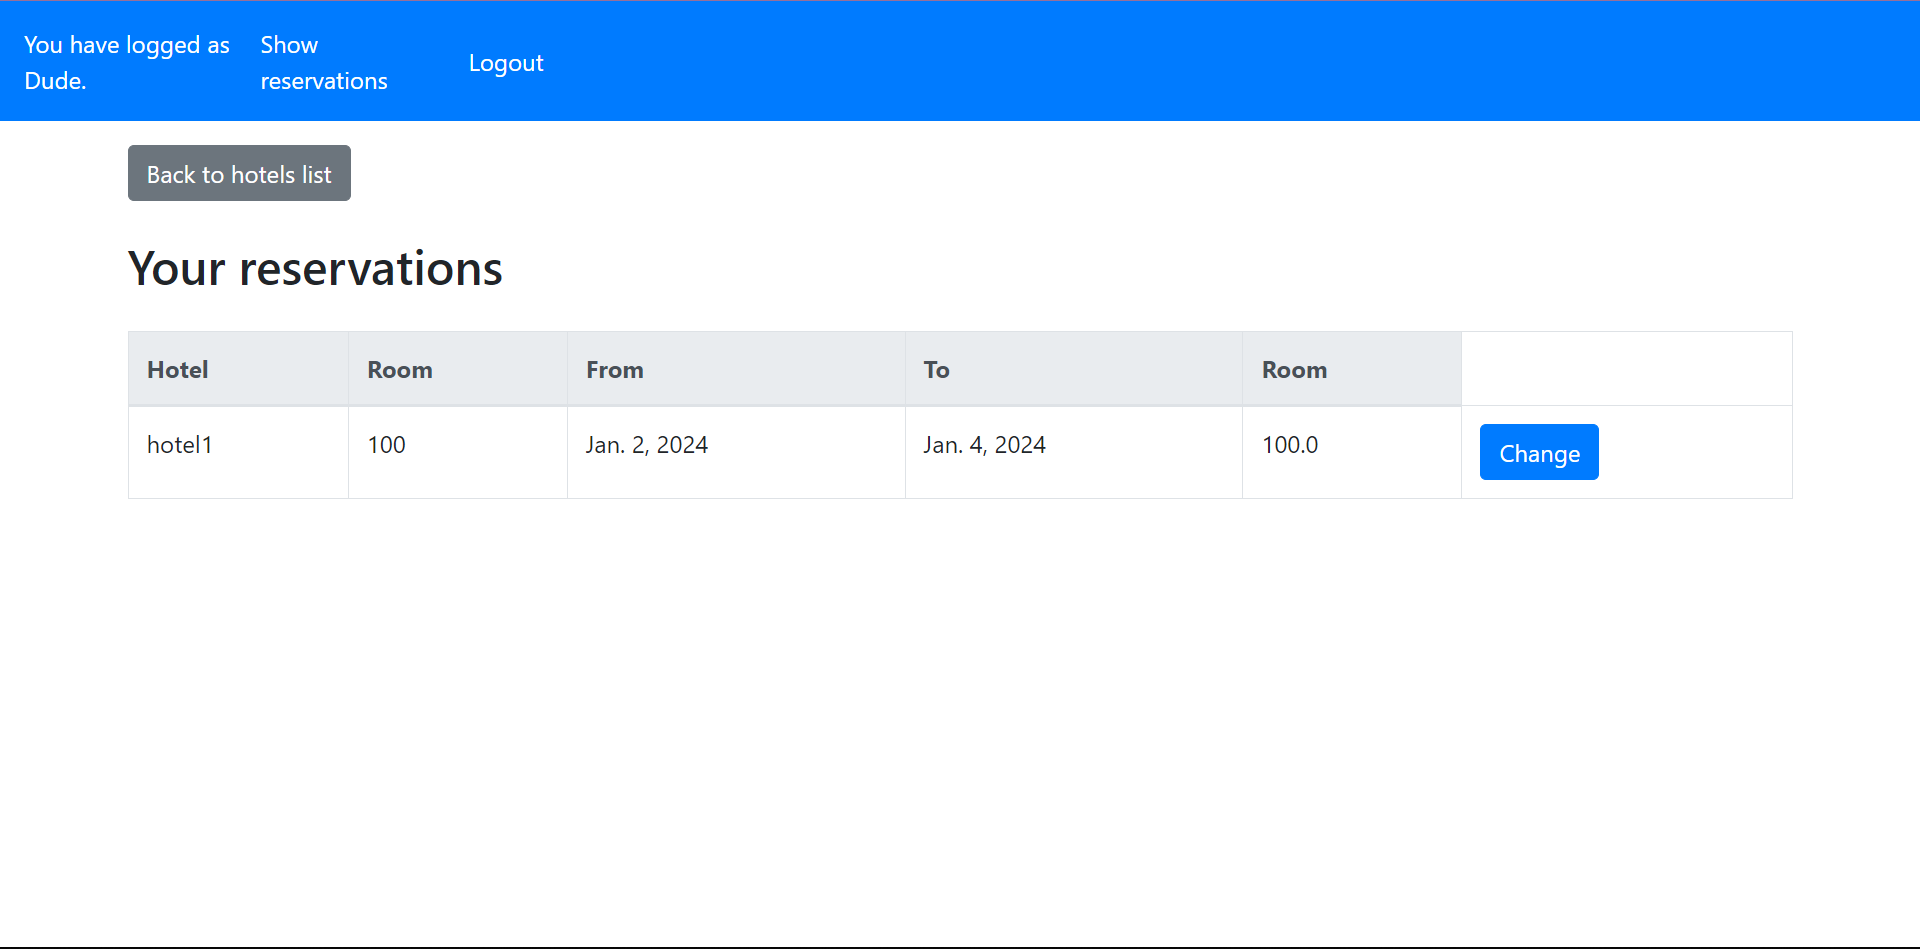 You have logged as
Dude.
Show
reservations
Logout
Back to hotels list
Your reservations
Hotel Room From To Room
hotel1 100 Jan. 2, 2024 Jan. 4, 2024 100.0 Change